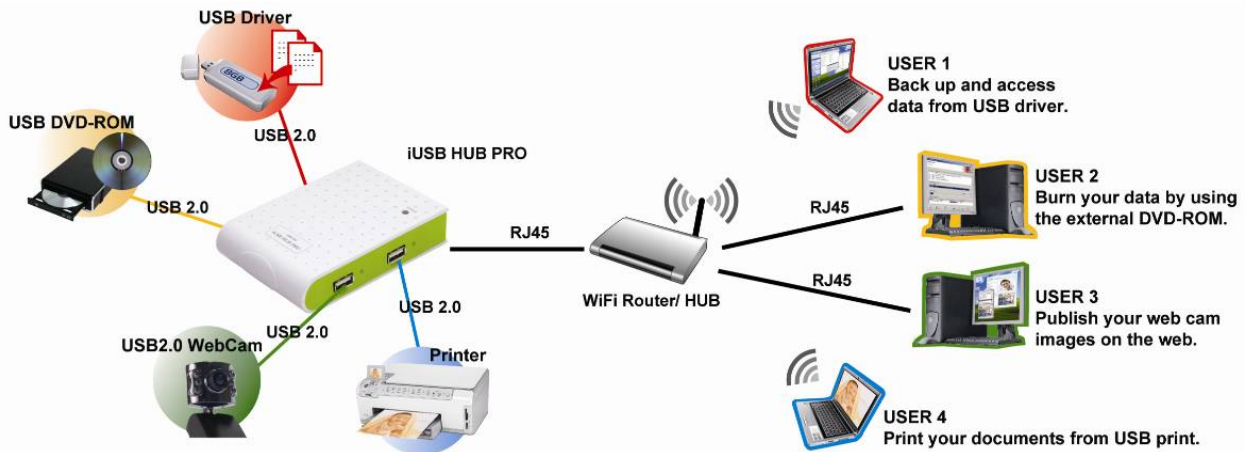 USB Driver
8GB
USB 2.0
USB DVD-ROM
USB 2.0
iUSB HUB PRO
RJ45
WiFi Router/ HUB
USB 2.0
USB 2.0
USB2.0 WebCam
Printer
USER 1
Back up and access
data from USB driver.
RJ45
USER 2
Burn your data by using
the external DVD-ROM.
RJ45
USER 3
Publish your web cam
images on the web.
USER 4
Print your documents from USB print.